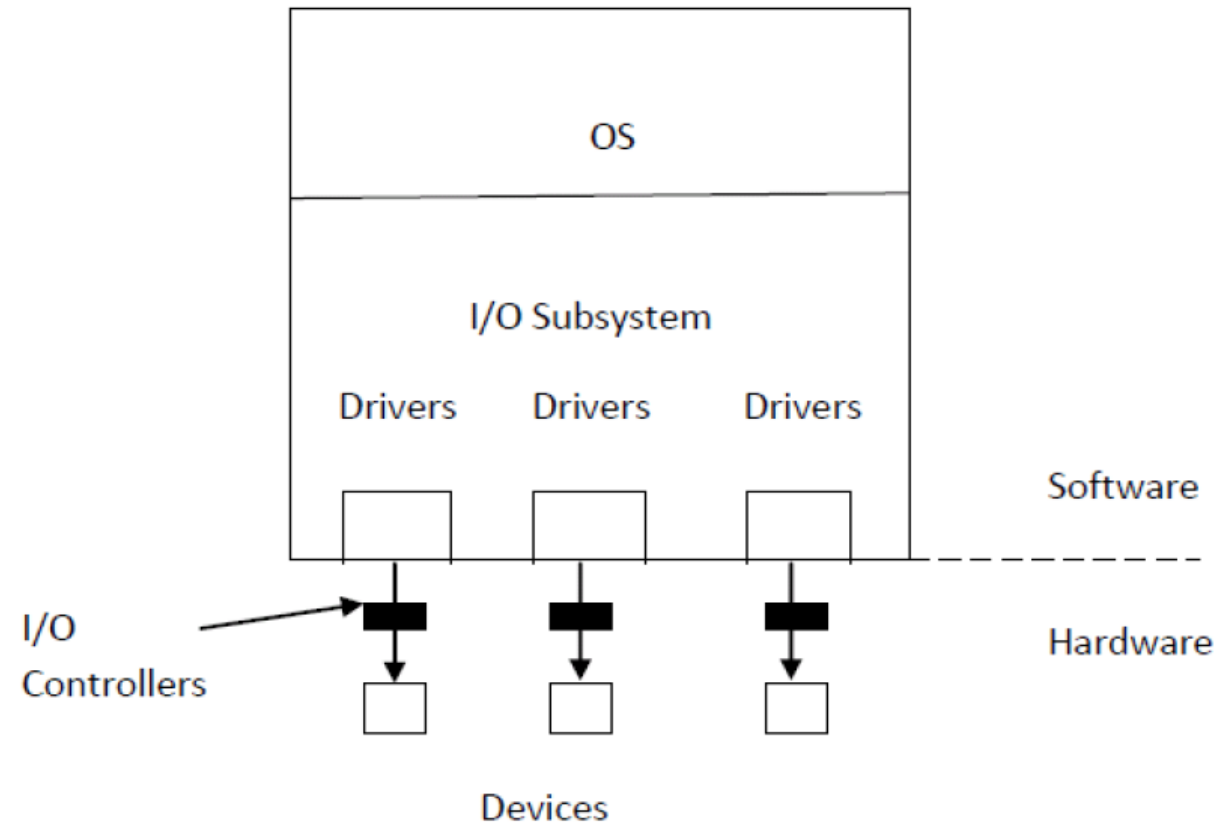 OS
I/O Subsystem
Drivers Drivers Drivers
Software
I/O
Controllers
Hardware
Devices